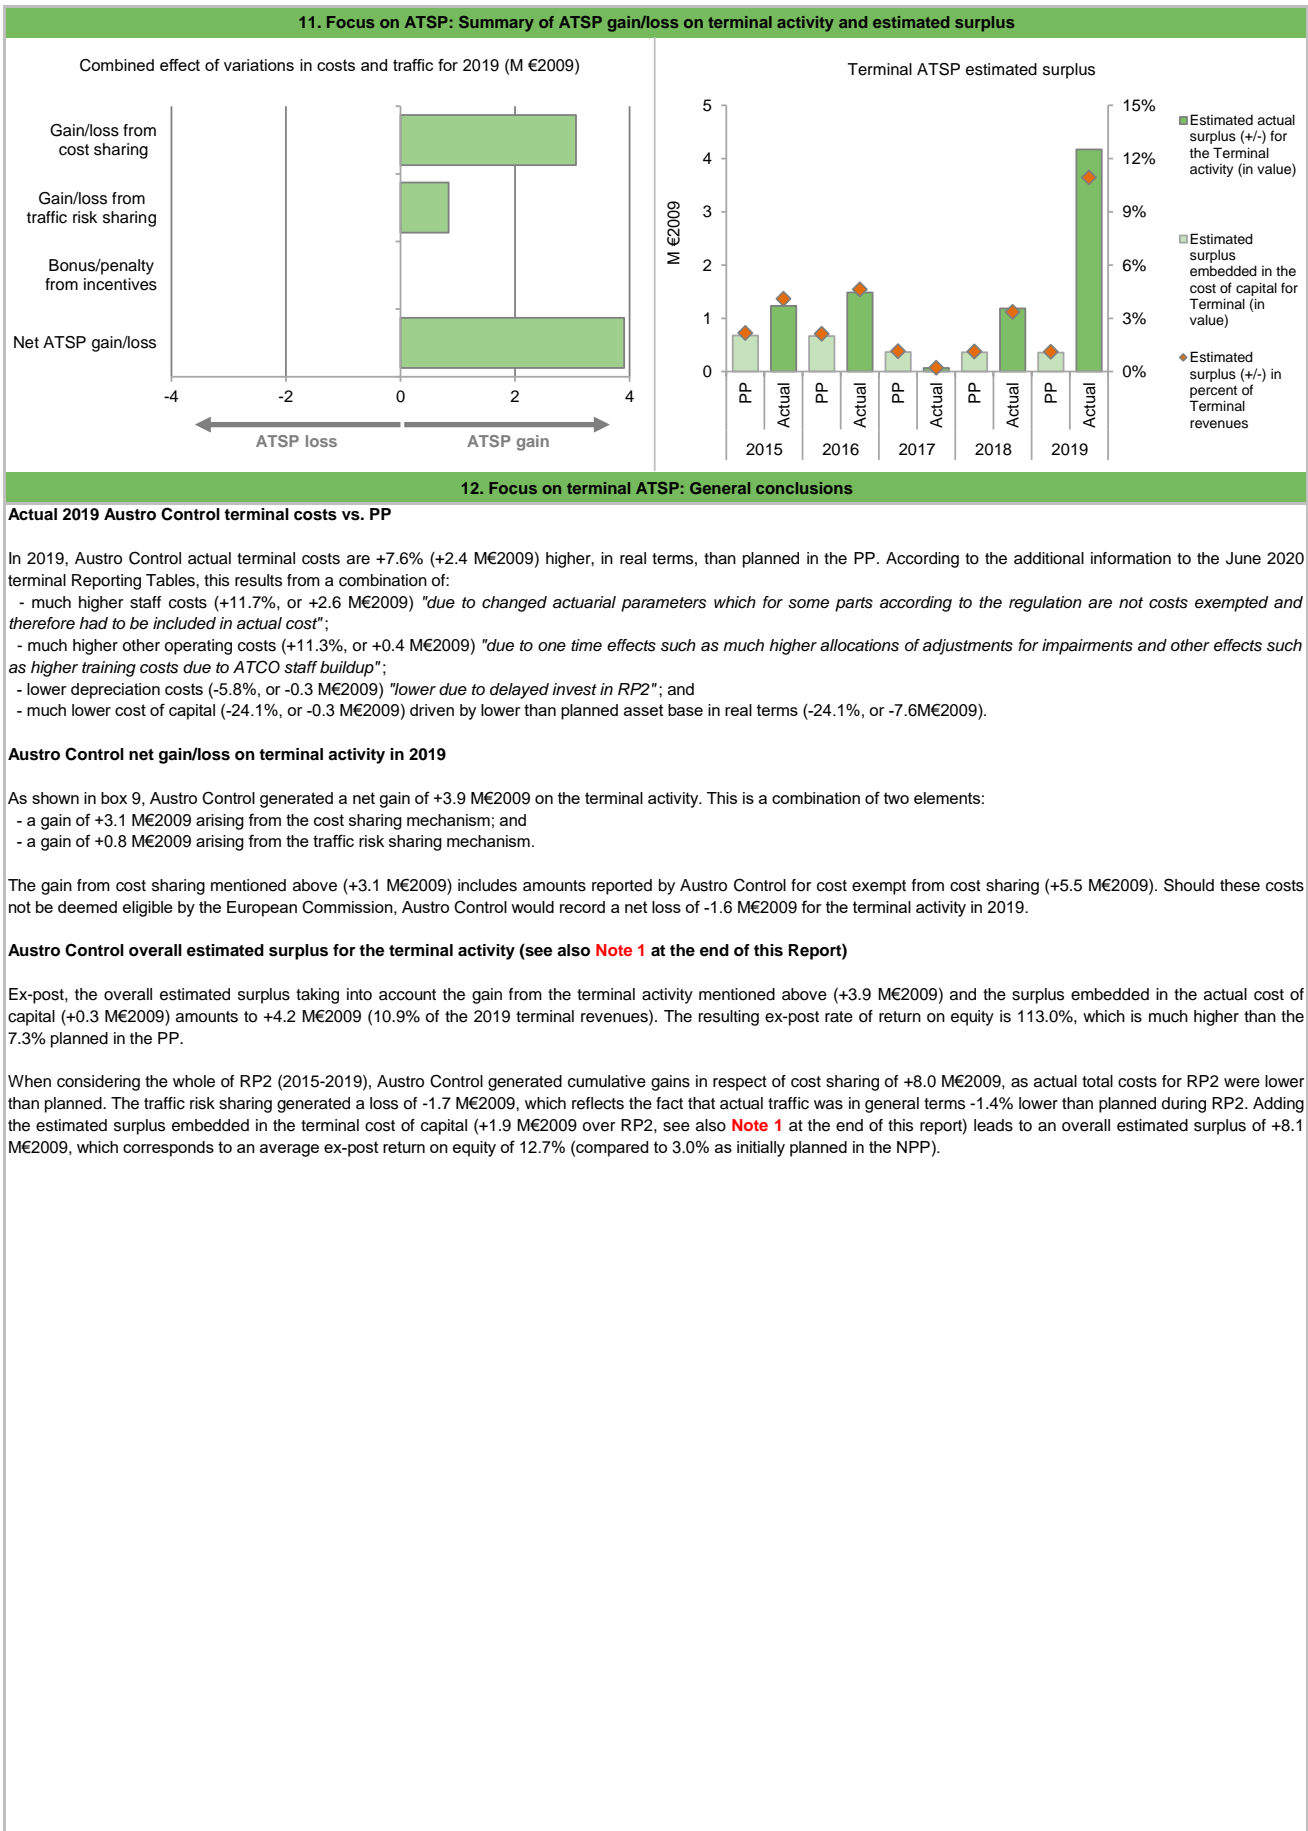 11. Focus on ATSP: Summary of ATSP gain/loss on terminal activity and estimated surplus
Combined effect of variations in costs and traffic for 2019 (M €2009)
Gain/loss from
cost sharing
Gain/loss from
traffic risk sharing
Bonus/penalty
from incentives
Net ATSP gain/loss
-4
-2
0
2
4
ATSP loss
ATSP gain
Terminal ATSP estimated surplus
M €2009
5
4
3
2
1
0
15%
12%
9%
6%
3%
0%
PP
Actual
PP
Actual
PP
Actual
PP
Actual
PP
Actual
2015
2016
2017
2018
2019
Estimated actual
surplus (+/-) for
the Terminal
activity (in value)
Estimated
surplus
embedded in the
cost of capital for
Terminal (in
value)
Estimated
surplus (+/-) in
percent of
Terminal
revenues
12. Focus on terminal ATSP: General conclusions
Actual 2019 Austro Control terminal costs vs. PP
In 2019, Austro Control actual terminal costs are +7.6% (+2.4 M€2009) higher, in real terms, than planned in the PP. According to the additional information to the June 2020
terminal Reporting Tables, this results from a combination of:
- much higher staff costs (+11.7%, or +2.6 M€2009) "due to changed actuarial parameters which for some parts according to the regulation are not costs exempted and
therefore had to be included in actual cost";
- much higher other operating costs (+11.3%, or +0.4 M€2009) "due to one time effects such as much higher allocations of adjustments for impairments and other effects such
as higher training costs due to ATCO staff buildup";
- lower depreciation costs (-5.8%, or -0.3 M€2009) "lower due to delayed invest in RP2"; and
- much lower cost of capital (-24.1%, or -0.3 M€2009) driven by lower than planned asset base in real terms (-24.1%, or -7.6M€2009).
Austro Control net gain/loss on terminal activity in 2019
As shown in box 9, Austro Control generated a net gain of +3.9 M€2009 on the terminal activity. This is a combination of two elements:
- a gain of +3.1 M€2009 arising from the cost sharing mechanism; and
- a gain of +0.8 M€2009 arising from the traffic risk sharing mechanism.
The gain from cost sharing mentioned above (+3.1 M€2009) includes amounts reported by Austro Control for cost exempt from cost sharing (+5.5 M€2009). Should these costs
not be deemed eligible by the European Commission, Austro Control would record a net loss of -1.6 M€2009 for the terminal activity in 2019.
Austro Control overall estimated surplus for the terminal activity (see also Note 1 at the end of this Report)
Ex-post, the overall estimated surplus taking into account the gain from the terminal activity mentioned above (+3.9 M€2009) and the surplus embedded in the actual cost of
capital (+0.3 M€2009) amounts to +4.2 M€2009 (10.9% of the 2019 terminal revenues). The resulting ex-post rate of return on equity is 113.0%, which is much higher than the
7.3% planned in the PP.
When considering the whole of RP2 (2015-2019), Austro Control generated cumulative gains in respect of cost sharing of +8.0 M€2009, as actual total costs for RP2 were lower
than planned. The traffic risk sharing generated a loss of -1.7 M€2009, which reflects the fact that actual traffic was in general terms -1.4% lower than planned during RP2. Adding
the estimated surplus embedded in the terminal cost of capital (+1.9 M€2009 over RP2, see also Note 1 at the end of this report) leads to an overall estimated surplus of +8.1
M€2009, which corresponds to an average ex-post return on equity of 12.7% (compared to 3.0% as initially planned in the NPP).